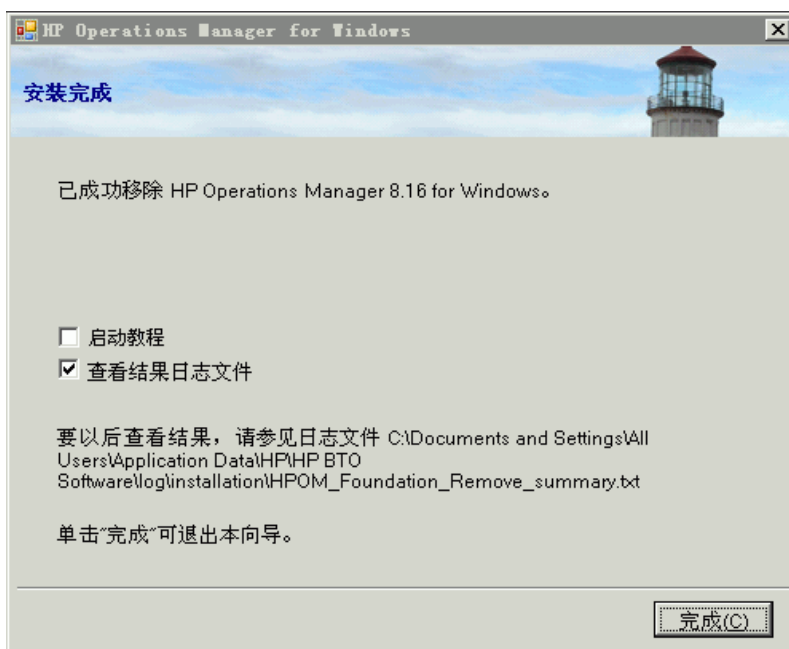 HP Operations Manager for Windows
安装完成
已成功移除 HP Operations Manager 8.16 for Windows。
启动教程
查看结果日志文件
要以后查看结果，请参见日志文件 C:\Documents and Settings\All
Users\Application Data\HP\HP BTO
Software\log\installation\HPOM_Foundation_Remove_summary.txt
单击"完成"可退出本向导。
完成(C)